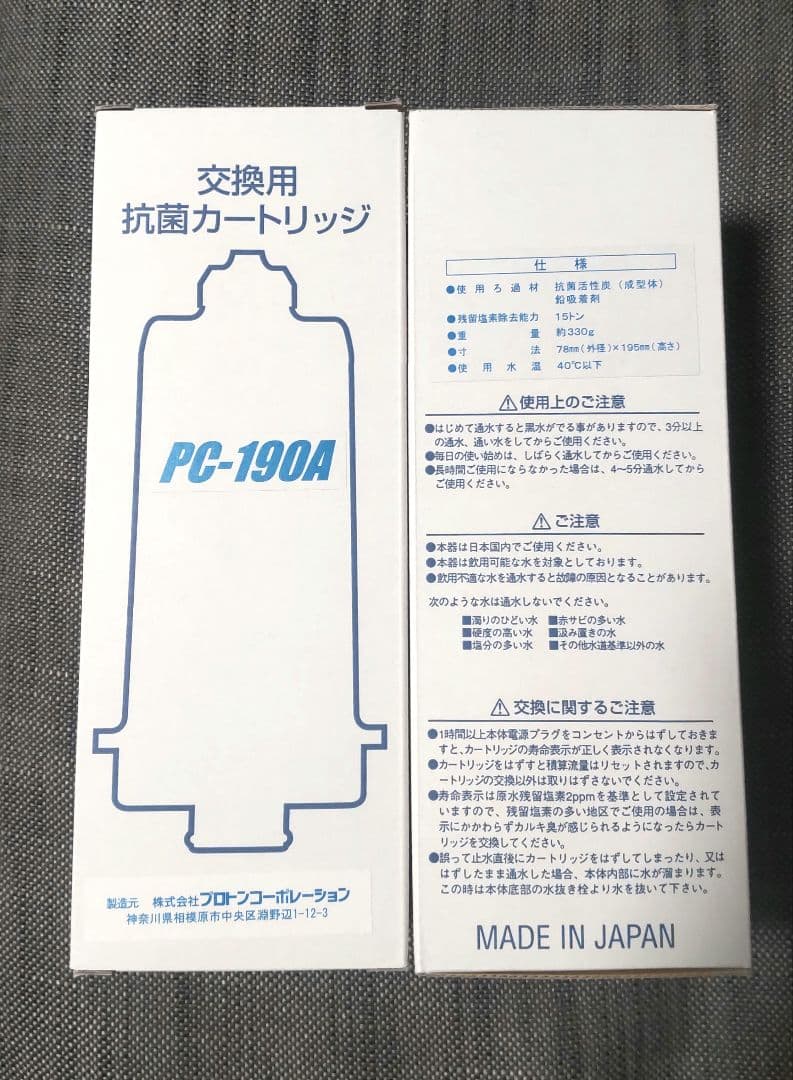 交換用
抗菌カートリッジ
PC-190A
製造元 株式会社プロトンコーポレーション
神奈川県相模原市中央区淵野辺1-12-3
仕様
●使用ろ過材 抗菌活性炭（成型体）
鉛吸着剤
●残留塩素除去能力 15トン
●重量 約330g
●寸法 78mm(外径)×195mm(高さ)
●使用水温 40℃以下
⚠使用上のご注意
●はじめて通水すると黒水がでる事がありますので、3分以上
の通水、通い水をしてからご使用ください。
●毎日の使い始めは、しばらく通水してからご使用ください。
●長時間ご使用にならなかった場合は、4〜5分通水してから
ご使用ください。
⚠ご注意
●本器は日本国内でご使用ください。
●本器は飲用可能な水を対象としております。
●飲用不適な水を通水すると故障の原因となることがあります。
次のような水は通水しないでください。
■濁りのひどい水 ■赤サビの多い水
■硬度の高い水 ■汲み置きの水
■塩分の多い水 ■その他水道基準以外の水
⚠交換に関するご注意
●1時間以上本体電源プラグをコンセントからはずしておきま
すと、カートリッジの寿命表示が正しく表示されなくなります。
●カートリッジをはずすと積算流量はリセットされますので、カ
ートリッジの交換以外は取りはずさないでください。
●寿命表示は原水残留塩素2ppmを基準として設定されて
いますので、残留塩素の多い地区でご使用の場合は、表
示にかかわらずカルキ臭が感じられるようになったらカート
リッジを交換してください。
●誤って止水直後にカートリッジをはずしてしまったり、又は
はずしたまま通水した場合、本体内部に水が溜まります。
この時は本体底部の水抜き栓より水を抜いて下さい。
MADE IN JAPAN